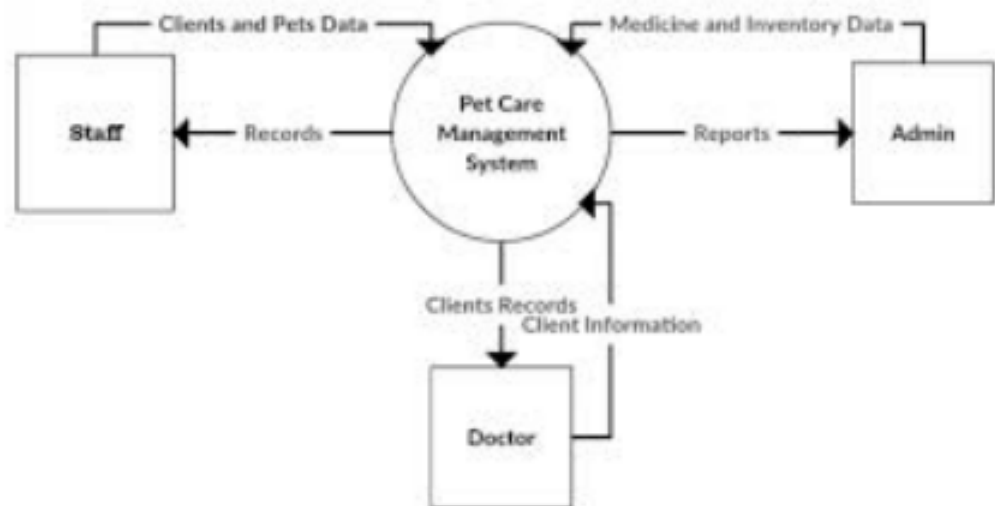 Clients and Pets Data
Medicine and Inventory Data
Pet Care
Management
System
Staff
Records
Reports
Admin
Clients Records
Client Information
Doctor